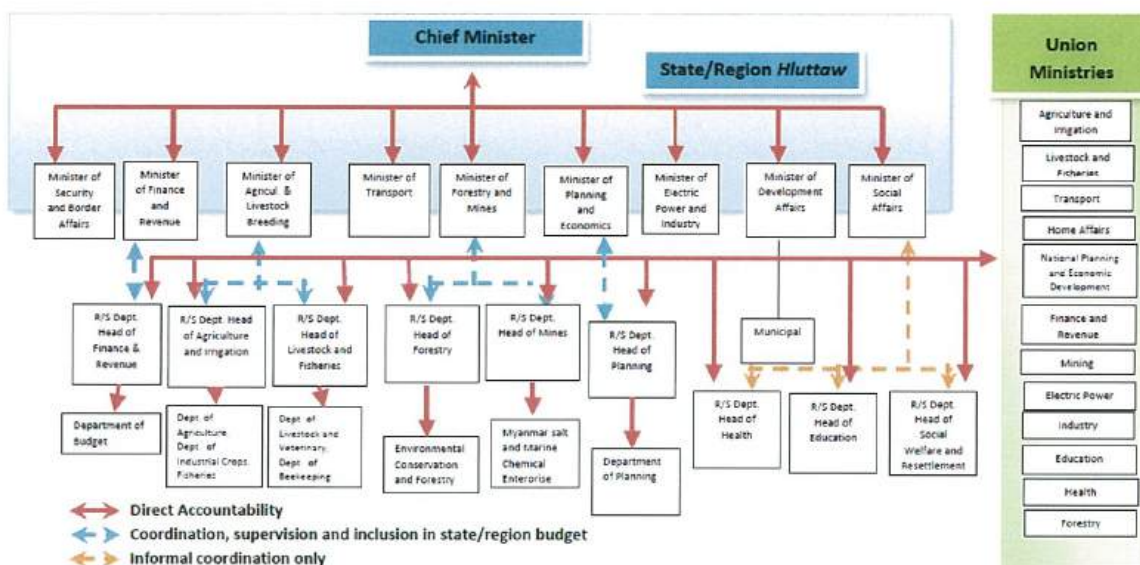 Chief Minister
State/Region Hluttaw
Union
Ministries
Minister of
Security
and Border
Affairs
Minister
of Finance
and
Revenue
Minister of
Agricul. &
Livestock
Breeding
Minister of
Transport
Minister of
Forestry and
Mines
Minister of
Planning
and
Economics
Minister of
Electric
Power and
Industry
Minister of
Development
Affairs
Minister of
Social
Affairs
R/S Dept.
Head of
Finance &
Revenue
R/S Dept. Head
of Agriculture
and Irrigation
R/S Dept.
Head of
Livestock and
Fisheries
R/S Dept.
Head of
Forestry
R/S Dept.
Head of Mines
R/S Dept.
Head of
Planning
Municipal
R/S Dept.
Head of
Health
R/S Dept.
Head of
Education
R/S Dept.
Head of
Social
Welfare and
Resettlement
Department of
Budget
Dept. of
Agriculture
Dept. of
Industrial Crops.
Fisheries
Dept. of
Livestock and
Veterinary.
Dept. of
Beekeeping
Environmental
Conservation
and Forestry
Myanmar salt
and Marine
Chemical
Enterorise
Department
of Planning
Agriculture and
Irrigation
Livestock and
Fisheries
Transport
Home Affairs
National Planning
and Economic
Development
Finance and
Revenue
Mining
Electric Power
Industry
Education
Health
Forestry
Direct Accountability
Coordination, supervision and inclusion in state/region budget
Informal coordination only